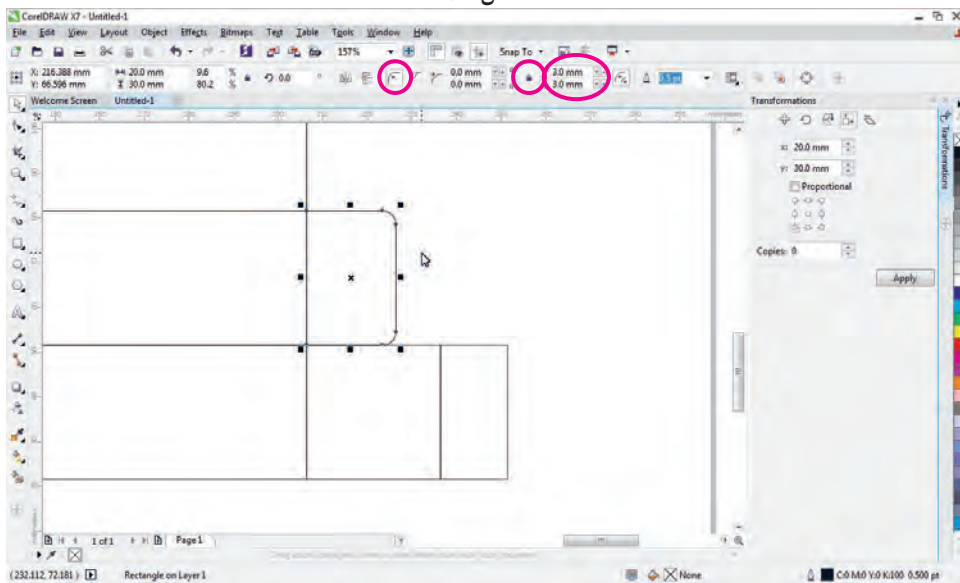 CorelDRAW X7 - Untitled-1
File Edit View Layout Object Effects Bitmaps Text Table Tools Window Help
157% Snap To
X: 216.388 mm 20.0 mm 9.6 % 0.0 ° 0.0 mm 3.0 mm 0.5 pt
Y: 66.596 mm 30.0 mm 80.2 % 0.0 mm 3.0 mm
Welcome Screen Untitled-1 Transformations
Transformations
x: 20.0 mm
y: 30.0 mm
Proportional
Copies: 0
Apply
1 of 1 Page 1
(232.112, 72.181) Rectangle on Layer 1 None C:0 M:0 Y:0 K:100 0.500 pt